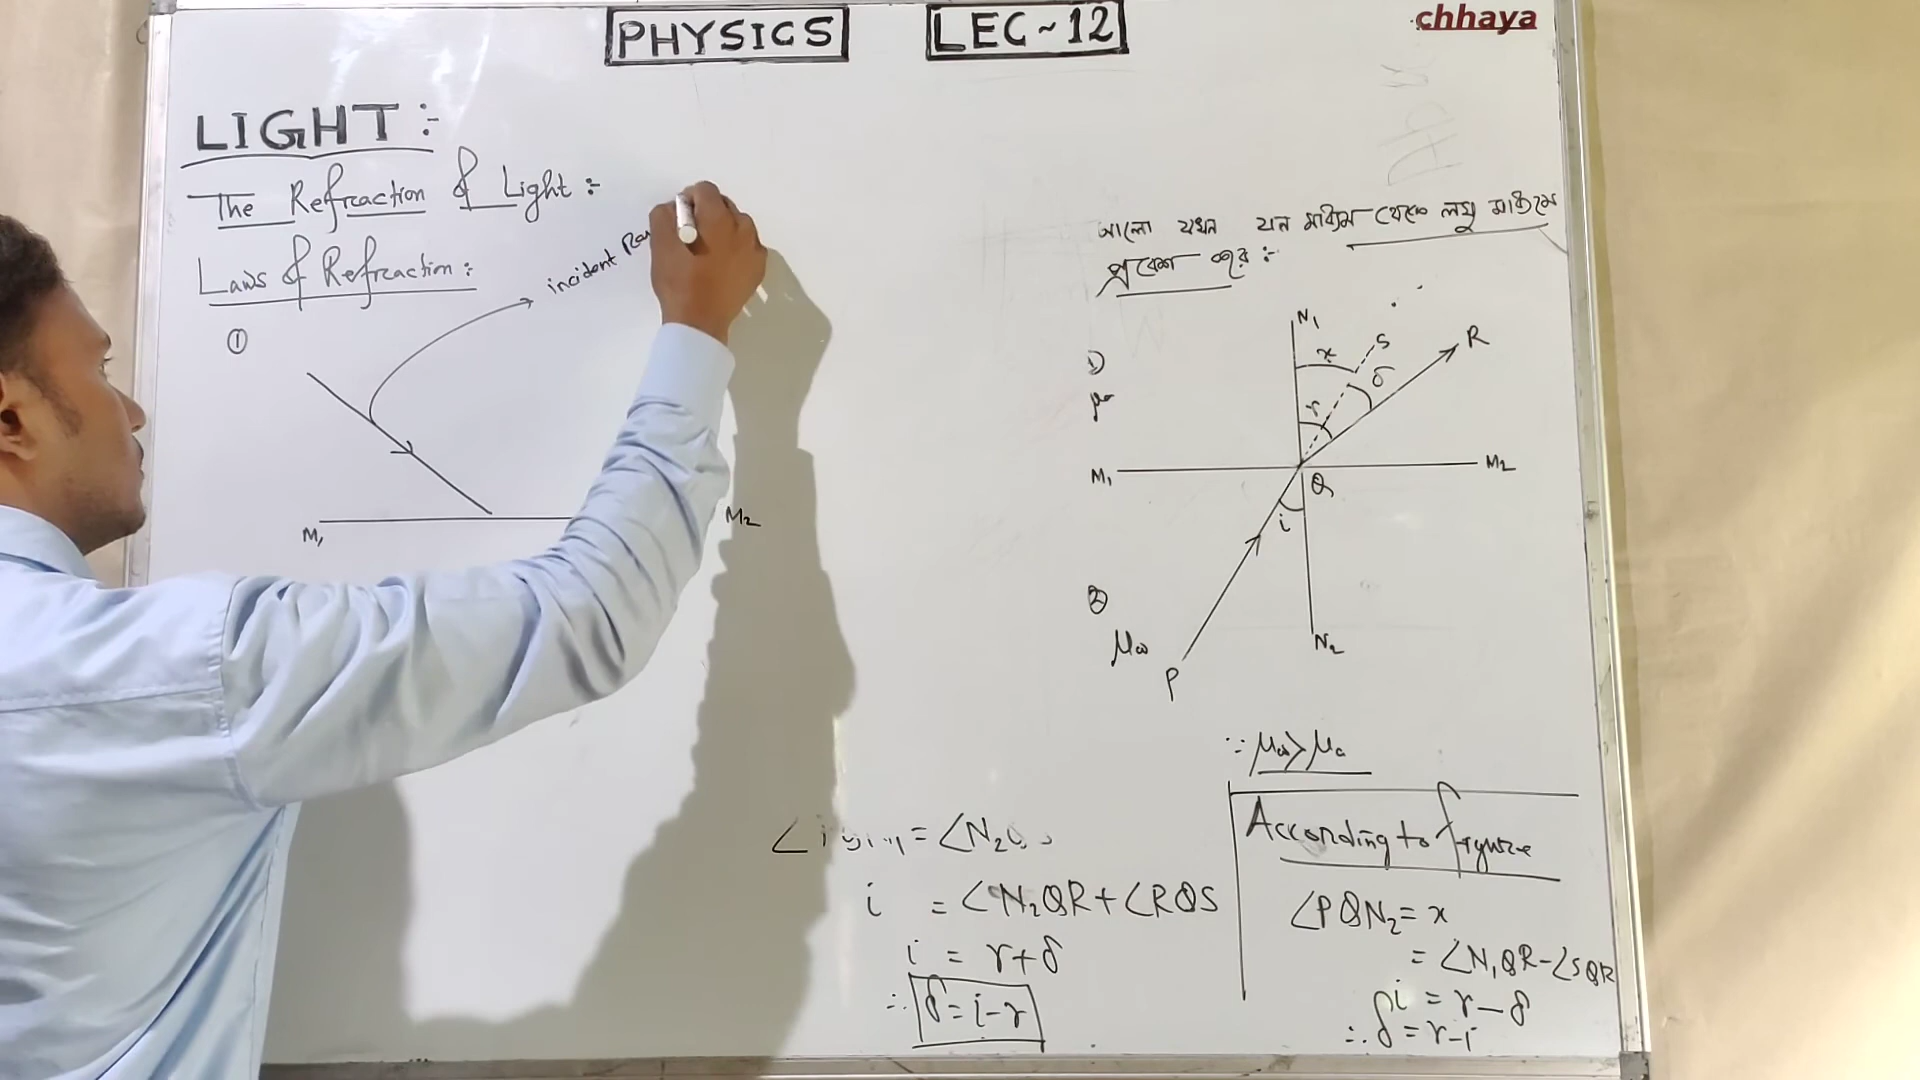 PHYSICS LEC~12
chhaya
LIGHT :-
The Refraction of Light :-
Laws of Refraction :
①
incident
M₁ M₂
আলো যখন ঘন মাধ্যম থেকে লঘু মাধ্যমে
প্রবেশ করে :-
N₁
x
S
R
δ
r
1)
M₁ M₂
Q
i
②
μω
N₂
P
∵ μω > μa
According to figure
∠PQN₂ = x
= ∠N₁QR - ∠SQR
i = r - δ
∴ δ = r - i
i = ∠N₂QR + ∠RQS
i = r + δ
∴ δ = i - r